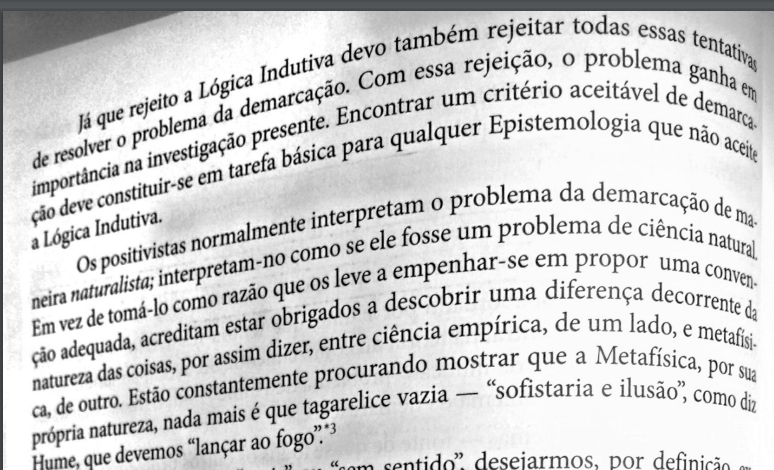 Já que rejeito a Lógica Indutiva devo também rejeitar todas essas tentativas
de resolver o problema da demarcação. Com essa rejeição, o problema ganha em
importância na investigação presente. Encontrar um critério aceitável de demarca-
ção deve constituir-se em tarefa básica para qualquer Epistemologia que não aceite
a Lógica Indutiva.
Os positivistas normalmente interpretam o problema da demarcação de ma-
neira naturalista; interpretam-no como se ele fosse um problema de ciência natural.
Em vez de tomá-lo como razão que os leve a empenhar-se em propor uma conven-
ção adequada, acreditam estar obrigados a descobrir uma diferença decorrente da
natureza das coisas, por assim dizer, entre ciência empírica, de um lado, e metafísi-
ca, de outro. Estão constantemente procurando mostrar que a Metafísica, por sua
própria natureza, nada mais é que tagarelice vazia — “sofistaria e ilusão”, como diz
Hume, que devemos “lançar ao fogo”.*3
“sem sentido”, desejarmos, por definição